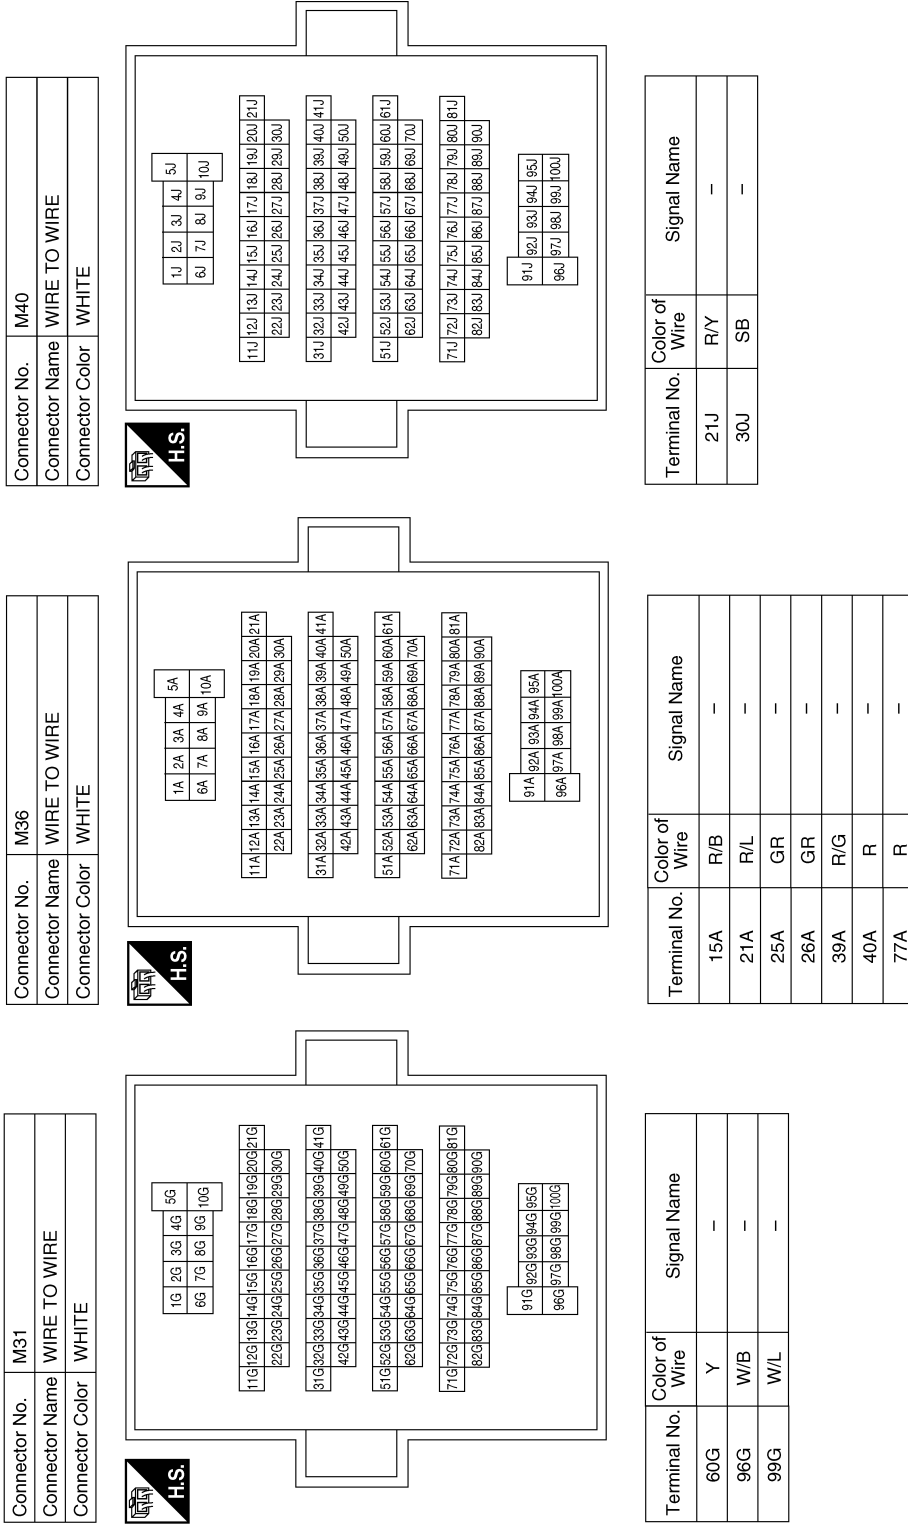 Connector No. M31
Connector Name WIRE TO WIRE
Connector Color WHITE
H.S.
1G 2G 3G 4G 5G
6G 7G 8G 9G 10G
11G 12G 13G 14G 15G 16G 17G 18G 19G 20G 21G
22G 23G 24G 25G 26G 27G 28G 29G 30G
31G 32G 33G 34G 35G 36G 37G 38G 39G 40G 41G
42G 43G 44G 45G 46G 47G 48G 49G 50G
51G 52G 53G 54G 55G 56G 57G 58G 59G 60G 61G
62G 63G 64G 65G 66G 67G 68G 69G 70G
71G 72G 73G 74G 75G 76G 77G 78G 79G 80G 81G
82G 83G 84G 85G 86G 87G 88G 89G 90G
91G 92G 93G 94G 95G
96G 97G 98G 99G 100G
Terminal No. Color of Wire Signal Name
60G Y –
96G W/B –
99G W/L –
Connector No. M36
Connector Name WIRE TO WIRE
Connector Color WHITE
H.S.
1A 2A 3A 4A 5A
6A 7A 8A 9A 10A
11A 12A 13A 14A 15A 16A 17A 18A 19A 20A 21A
22A 23A 24A 25A 26A 27A 28A 29A 30A
31A 32A 33A 34A 35A 36A 37A 38A 39A 40A 41A
42A 43A 44A 45A 46A 47A 48A 49A 50A
51A 52A 53A 54A 55A 56A 57A 58A 59A 60A 61A
62A 63A 64A 65A 66A 67A 68A 69A 70A
71A 72A 73A 74A 75A 76A 77A 78A 79A 80A 81A
82A 83A 84A 85A 86A 87A 88A 89A 90A
91A 92A 93A 94A 95A
96A 97A 98A 99A 100A
Terminal No. Color of Wire Signal Name
15A R/B –
21A R/L –
25A GR –
26A GR –
39A R/G –
40A R –
77A R –
Connector No. M40
Connector Name WIRE TO WIRE
Connector Color WHITE
H.S.
1J 2J 3J 4J 5J
6J 7J 8J 9J 10J
11J 12J 13J 14J 15J 16J 17J 18J 19J 20J 21J
22J 23J 24J 25J 26J 27J 28J 29J 30J
31J 32J 33J 34J 35J 36J 37J 38J 39J 40J 41J
42J 43J 44J 45J 46J 47J 48J 49J 50J
51J 52J 53J 54J 55J 56J 57J 58J 59J 60J 61J
62J 63J 64J 65J 66J 67J 68J 69J 70J
71J 72J 73J 74J 75J 76J 77J 78J 79J 80J 81J
82J 83J 84J 85J 86J 87J 88J 89J 90J
91J 92J 93J 94J 95J
96J 97J 98J 99J 100J
Terminal No. Color of Wire Signal Name
21J R/Y –
30J SB –